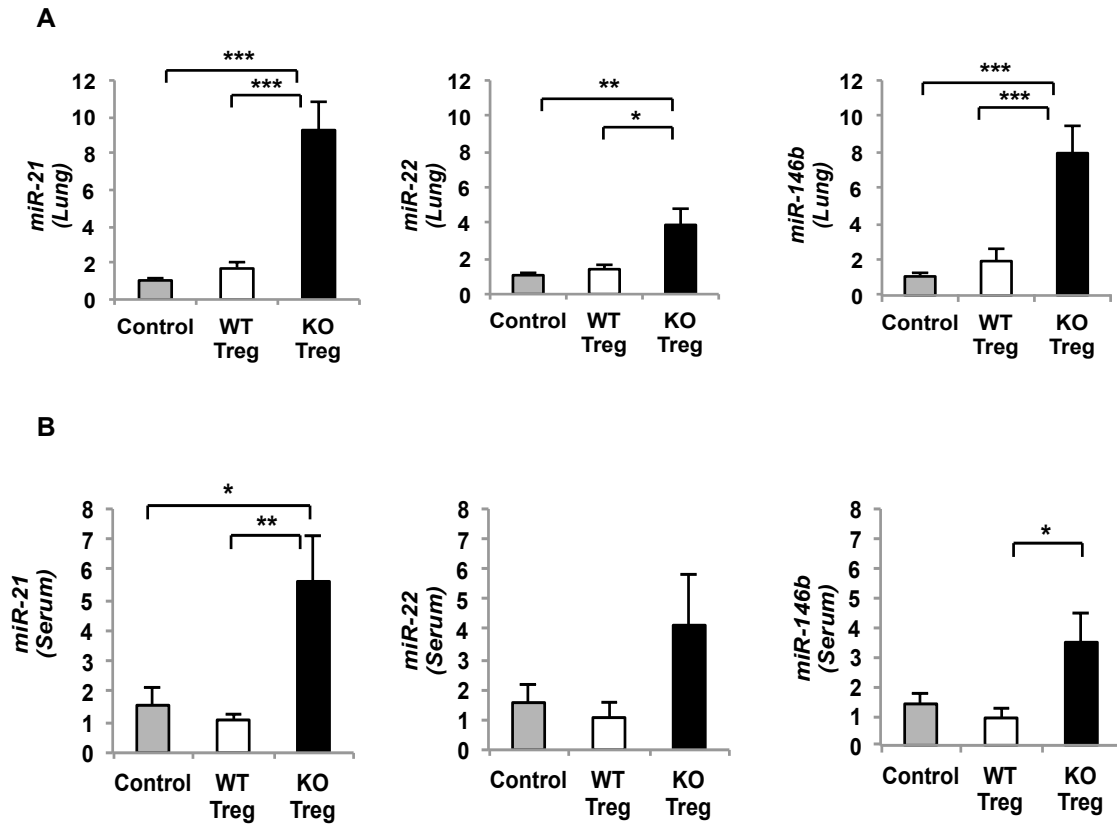 A
miR-21
(Lung)
12
10
8
6
4
2
0
***
***
Control
WT
Treg
KO
Treg
miR-22
(Lung)
12
10
8
6
4
2
0
**
*
Control
WT
Treg
KO
Treg
miR-146b
(Lung)
12
10
8
6
4
2
0
***
***
Control
WT
Treg
KO
Treg
B
miR-21
(Serum)
8
7
6
5
4
3
2
1
0
*
**
Control
WT
Treg
KO
Treg
miR-22
(Serum)
8
7
6
5
4
3
2
1
0
Control
WT
Treg
KO
Treg
miR-146b
(Serum)
8
7
6
5
4
3
2
1
0
*
Control
WT
Treg
KO
Treg